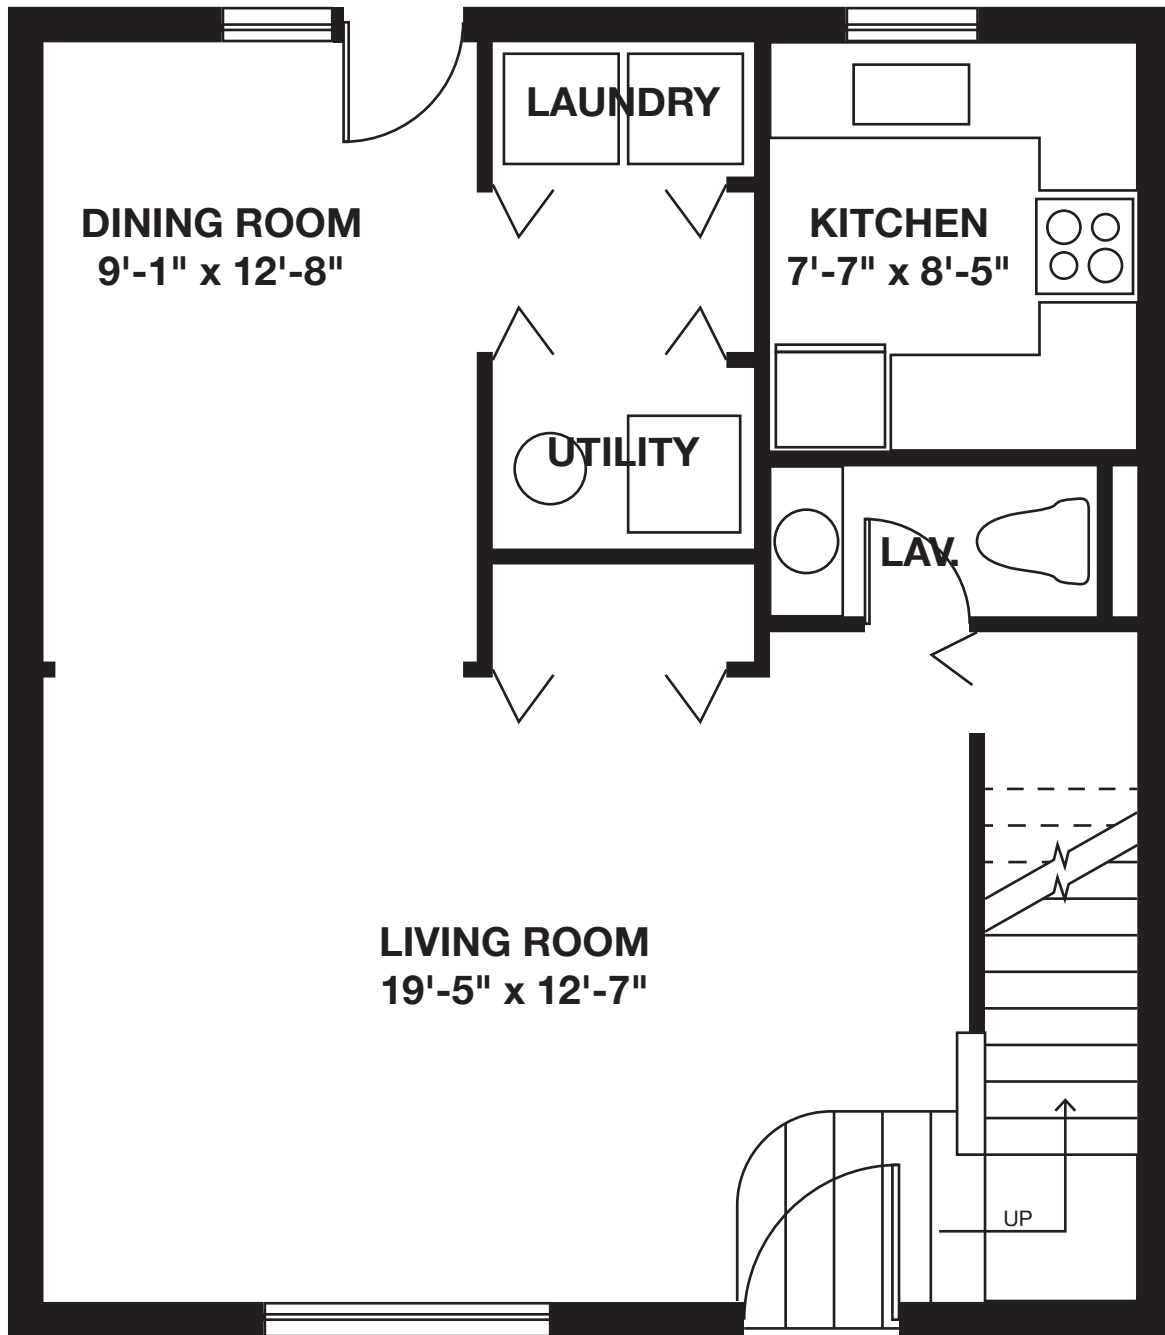 LAUNDRY
DINING ROOM
9'-1" x 12'-8"
KITCHEN
7'-7" x 8'-5"
UTILITY
LAV.
LIVING ROOM
19'-5" x 12'-7"
UP